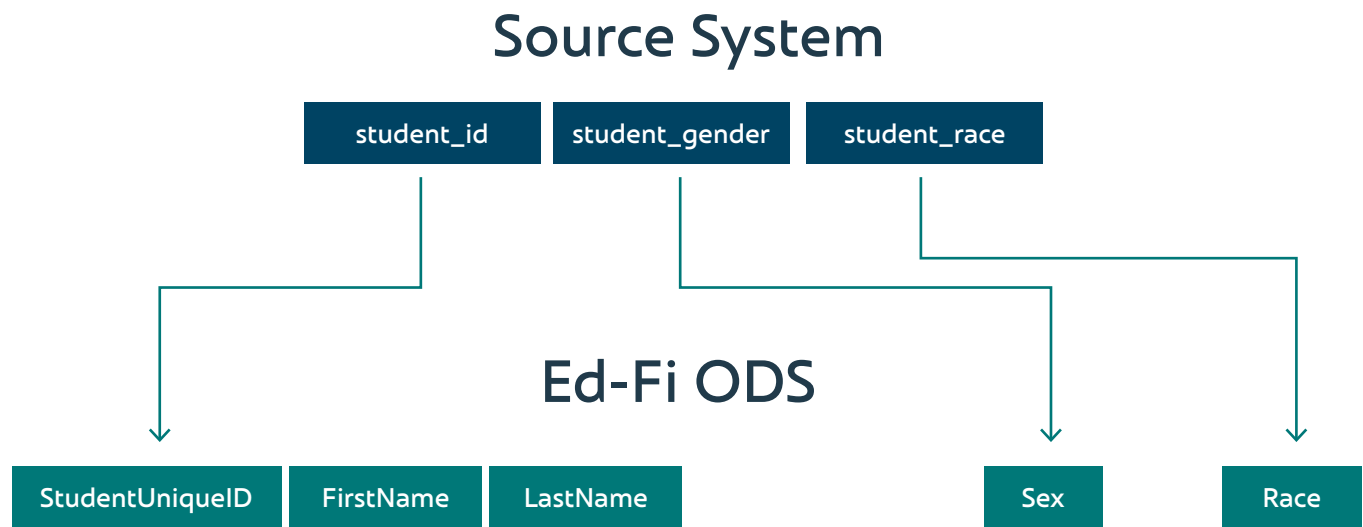 Source System
student_id student_gender student_race
Ed-Fi ODS
StudentUniqueID FirstName LastName Sex Race